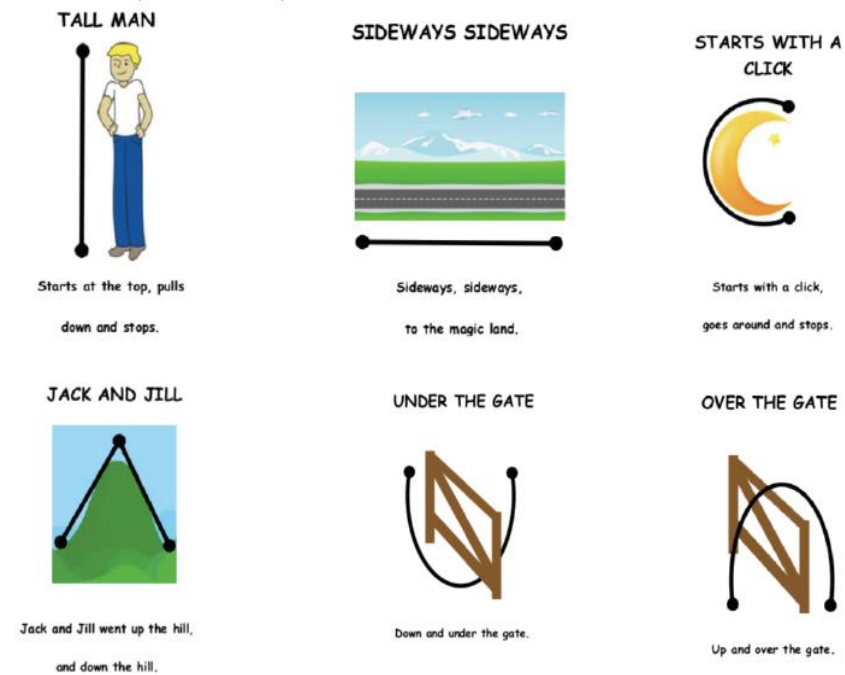 TALL MAN
Starts at the top, pulls
down and stops.
SIDEWAYS SIDEWAYS
Sideways, sideways,
to the magic land.
STARTS WITH A
CLICK
Starts with a click,
goes around and stops.
JACK AND JILL
Jack and Jill went up the hill,
and down the hill.
UNDER THE GATE
Down and under the gate.
OVER THE GATE
Up and over the gate.